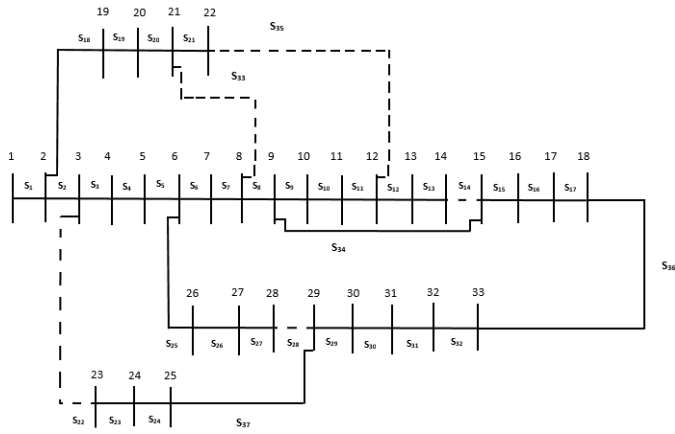 19 20 21 22
S35
S18 S19 S20 S21
S33
1 2 3 4 5 6 7 8 9 10 11 12 13 14 15 16 17 18
S1 S2 S3 S4 S5 S6 S7 S8 S9 S10 S11 S12 S13 S14 S15 S16 S17
S34
S36
26 27 28 29 30 31 32 33
S25 S26 S27 S28 S29 S30 S31 S32
23 24 25
S22 S23 S24 S37